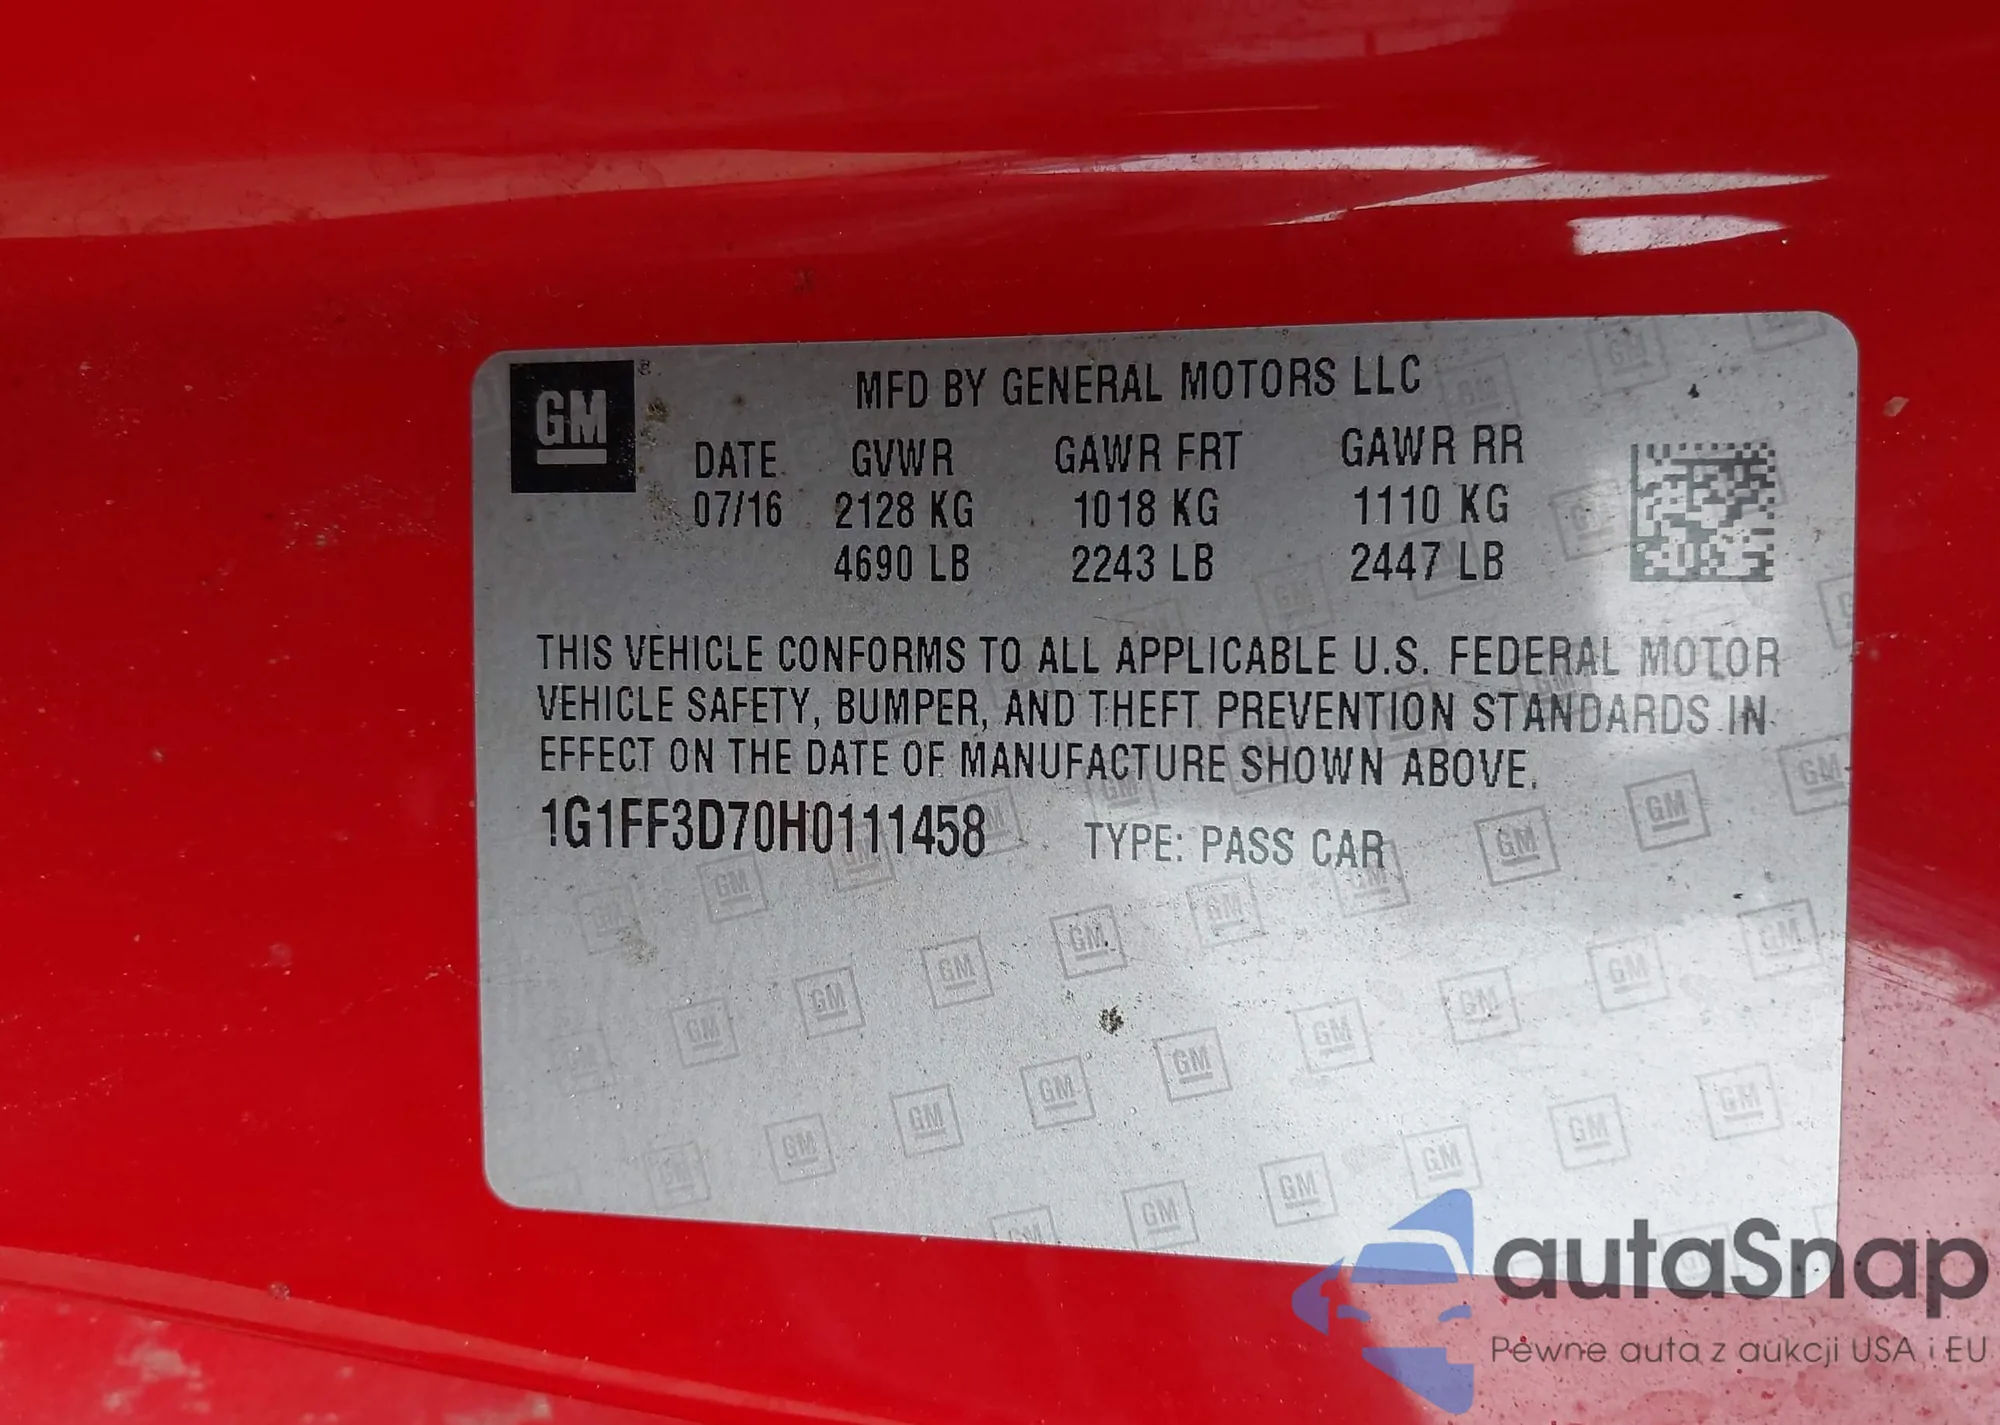 GM
MFD BY GENERAL MOTORS LLC
DATE GVWR GAWR FRT GAWR RR
07/16 2128 KG 1018 KG 1110 KG
4690 LB 2243 LB 2447 LB
THIS VEHICLE CONFORMS TO ALL APPLICABLE U.S. FEDERAL MOTOR
VEHICLE SAFETY, BUMPER, AND THEFT PREVENTION STANDARDS IN
EFFECT ON THE DATE OF MANUFACTURE SHOWN ABOVE.
1G1FF3D70H0111458 TYPE: PASS CAR
autaSnap
Pewne auta z aukcji USA i EU